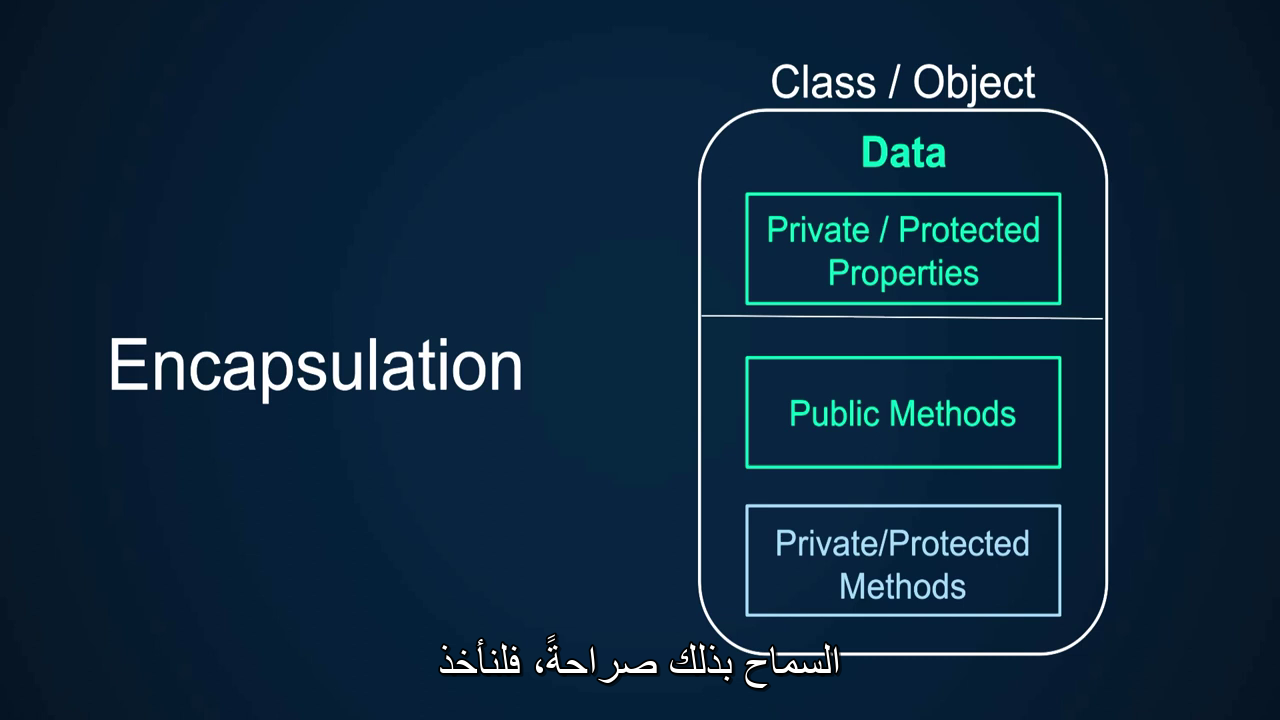 Class / Object
Data
Private / Protected
Properties
Encapsulation
Public Methods
Private/Protected
Methods
السماح بذلك صراحةً، فلنأخذ